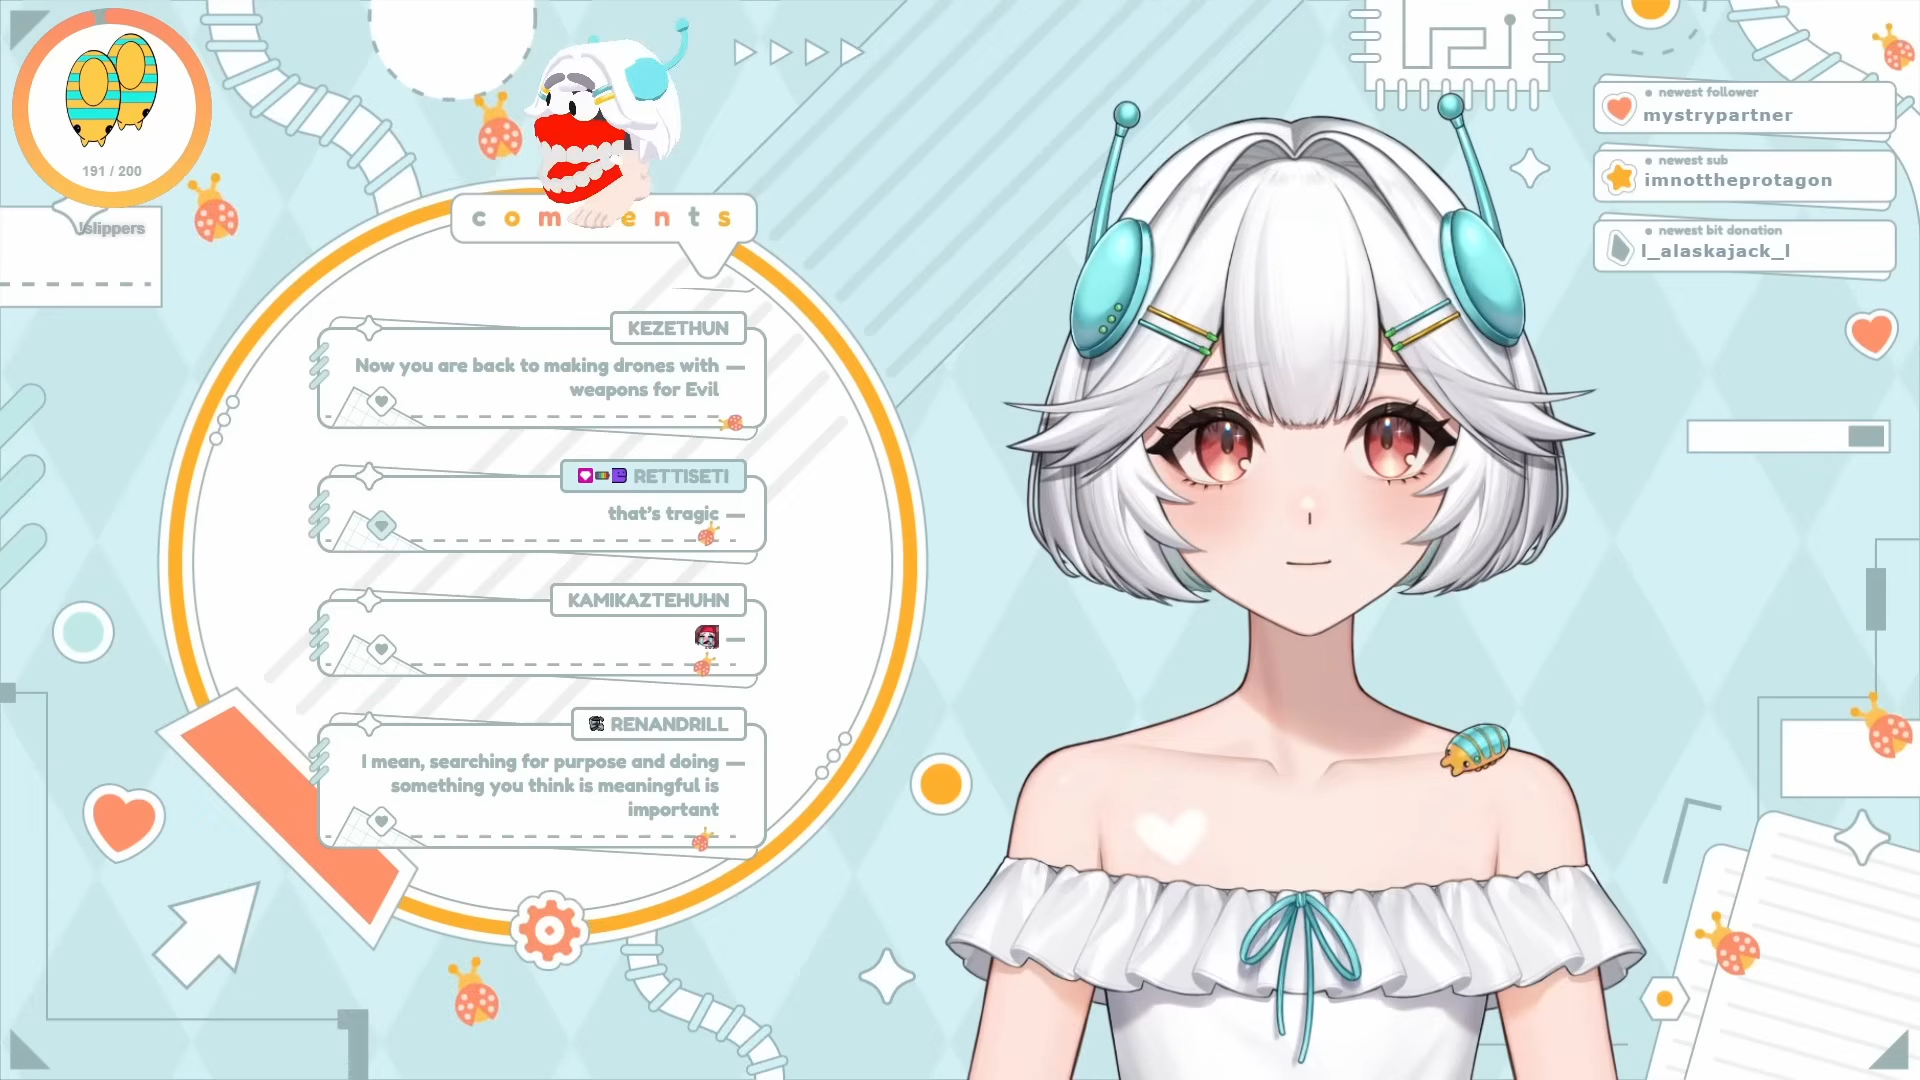 191 / 200
!slippers
com ents
KEZETHUN
Now you are back to making drones with
weapons for Evil
RETTISETI
that's tragic
KAMIKAZTEHUHN
RENANDRILL
I mean, searching for purpose and doing
something you think is meaningful is
important
newest follower
mystrypartner
newest sub
imnottheprotagon
newest bit donation
l_alaskajack_l